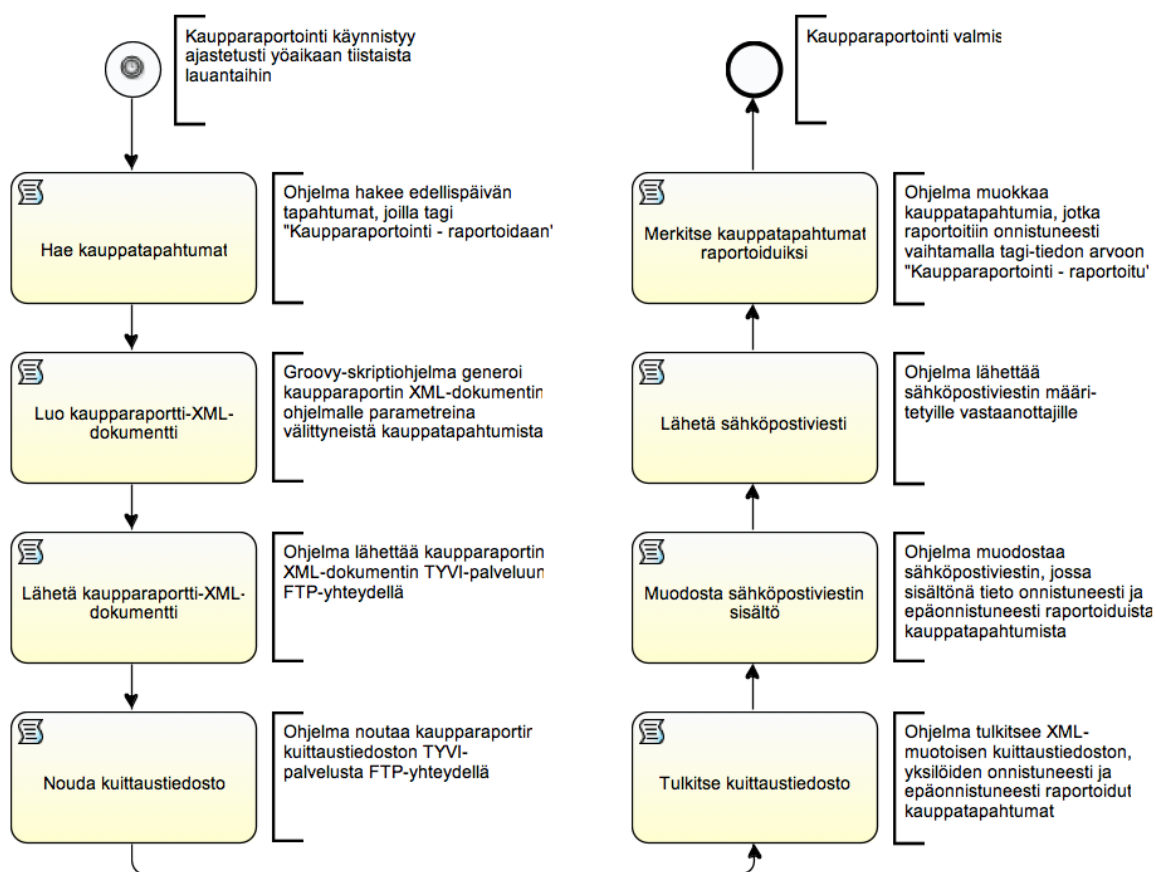 Kaupparaportointi käynnistyy
ajastetusti yöaikaan tiistaista
lauantaihin
Hae kauppatapahtumat
Ohjelma hakee edellispäivän
tapahtumat, joilla tagi
"Kaupparaportointi - raportoidaan"
Luo kaupparaportti-XML-
dokumentti
Groovy-skriptiohjelma generoi
kaupparaportin XML-dokumentin
ohjelmalle parametreina
välittyneistä kauppatapahtumista
Lähetä kaupparaportti-XML-
dokumentti
Ohjelma lähettää kaupparaportin
XML-dokumentin TYVI-palveluun
FTP-yhteydellä
Nouda kuittaustiedosto
Ohjelma noutaa kaupparaportin
kuittaustiedoston TYVI-
palvelusta FTP-yhteydellä
Kaupparaportointi valmis
Merkitse kauppatapahtumat
raportoiduiksi
Ohjelma muokkaa
kauppatapahtumia, jotka
raportoitiin onnistuneesti
vaihtamalla tagi-tiedon arvoon
"Kaupparaportointi - raportoitu"
Lähetä sähköpostiviesti
Ohjelma lähettää
sähköpostiviestin määri-
tetyille vastaanottajille
Muodosta sähköpostiviestin
sisältö
Ohjelma muodostaa
sähköpostiviestin, jossa
sisältönä tieto onnistuneesti ja
epäonnistuneesti raportoiduista
kauppatapahtumista
Tulkitse kuittaustiedosto
Ohjelma tulkitsee XML-
muotoisen kuittaustiedoston,
yksilöiden onnistuneesti ja
epäonnistuneesti raportoidut
kauppatapahtumat